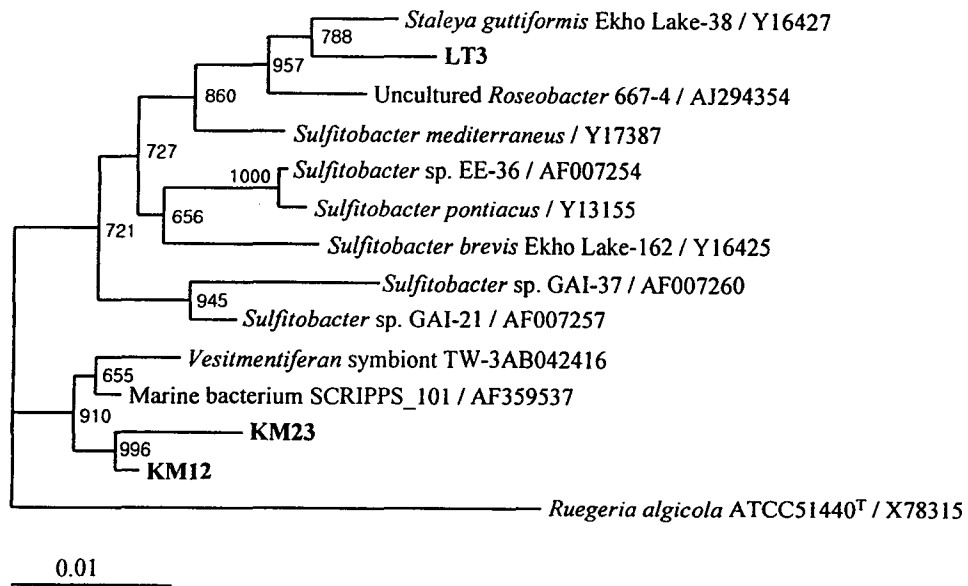 Staleya guttiformis Ekho Lake-38 / Y16427
788
LT3
957
Uncultured Roseobacter 667-4 / AJ294354
860
Sulfitobacter mediterraneus / Y17387
727
Sulfitobacter sp. EE-36 / AF007254
1000
Sulfitobacter pontiacus / Y13155
656
721
Sulfitobacter brevis Ekho Lake-162 / Y16425
Sulfitobacter sp. GAI-37 / AF007260
945
Sulfitobacter sp. GAI-21 / AF007257
Vesitmentiferan symbiont TW-3AB042416
655
Marine bacterium SCRIPPS_101 / AF359537
910
KM23
996
KM12
Ruegeria algicola ATCC51440ᵀ / X78315
0.01